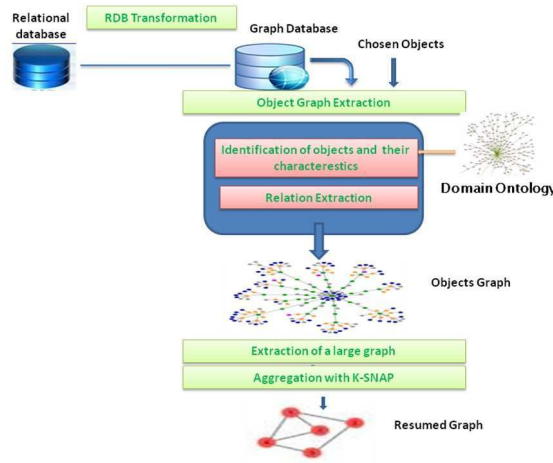 Relational
database
RDB Transformation
Graph Database
Chosen Objects
Object Graph Extraction
Identification of objects and their
characterestics
Relation Extraction
Domain Ontology
Objects Graph
Extraction of a large graph
Aggregation with K-SNAP
Resumed Graph